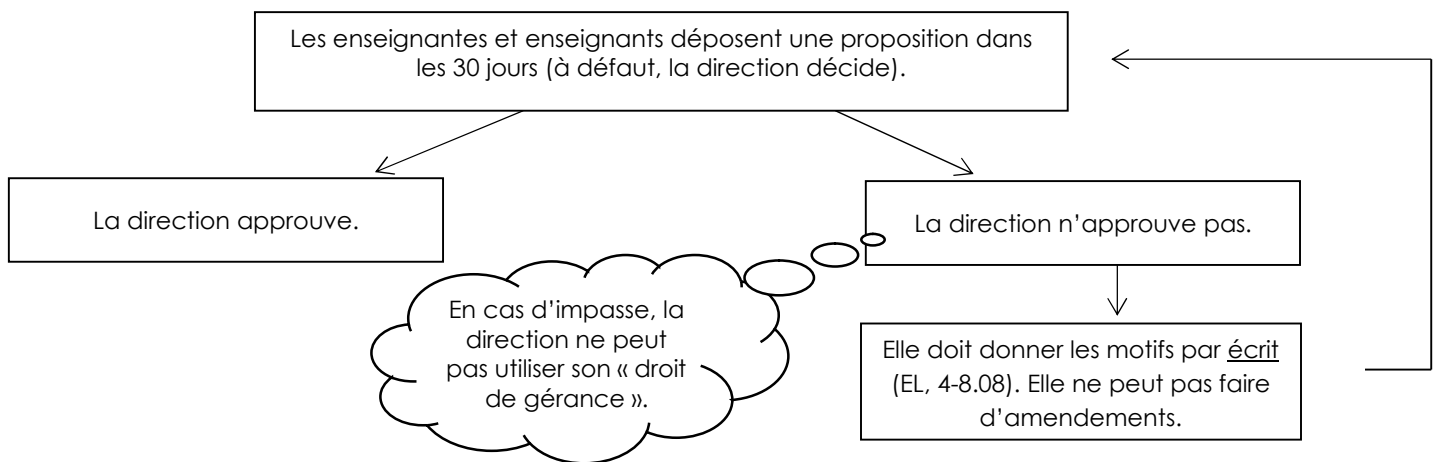 Les enseignantes et enseignants déposent une proposition dans
les 30 jours (à défaut, la direction décide).
La direction approuve.
La direction n’approuve pas.
En cas d’impasse, la
direction ne peut
pas utiliser son « droit
de gérance ».
Elle doit donner les motifs par écrit
(EL, 4-8.08). Elle ne peut pas faire
d’amendements.